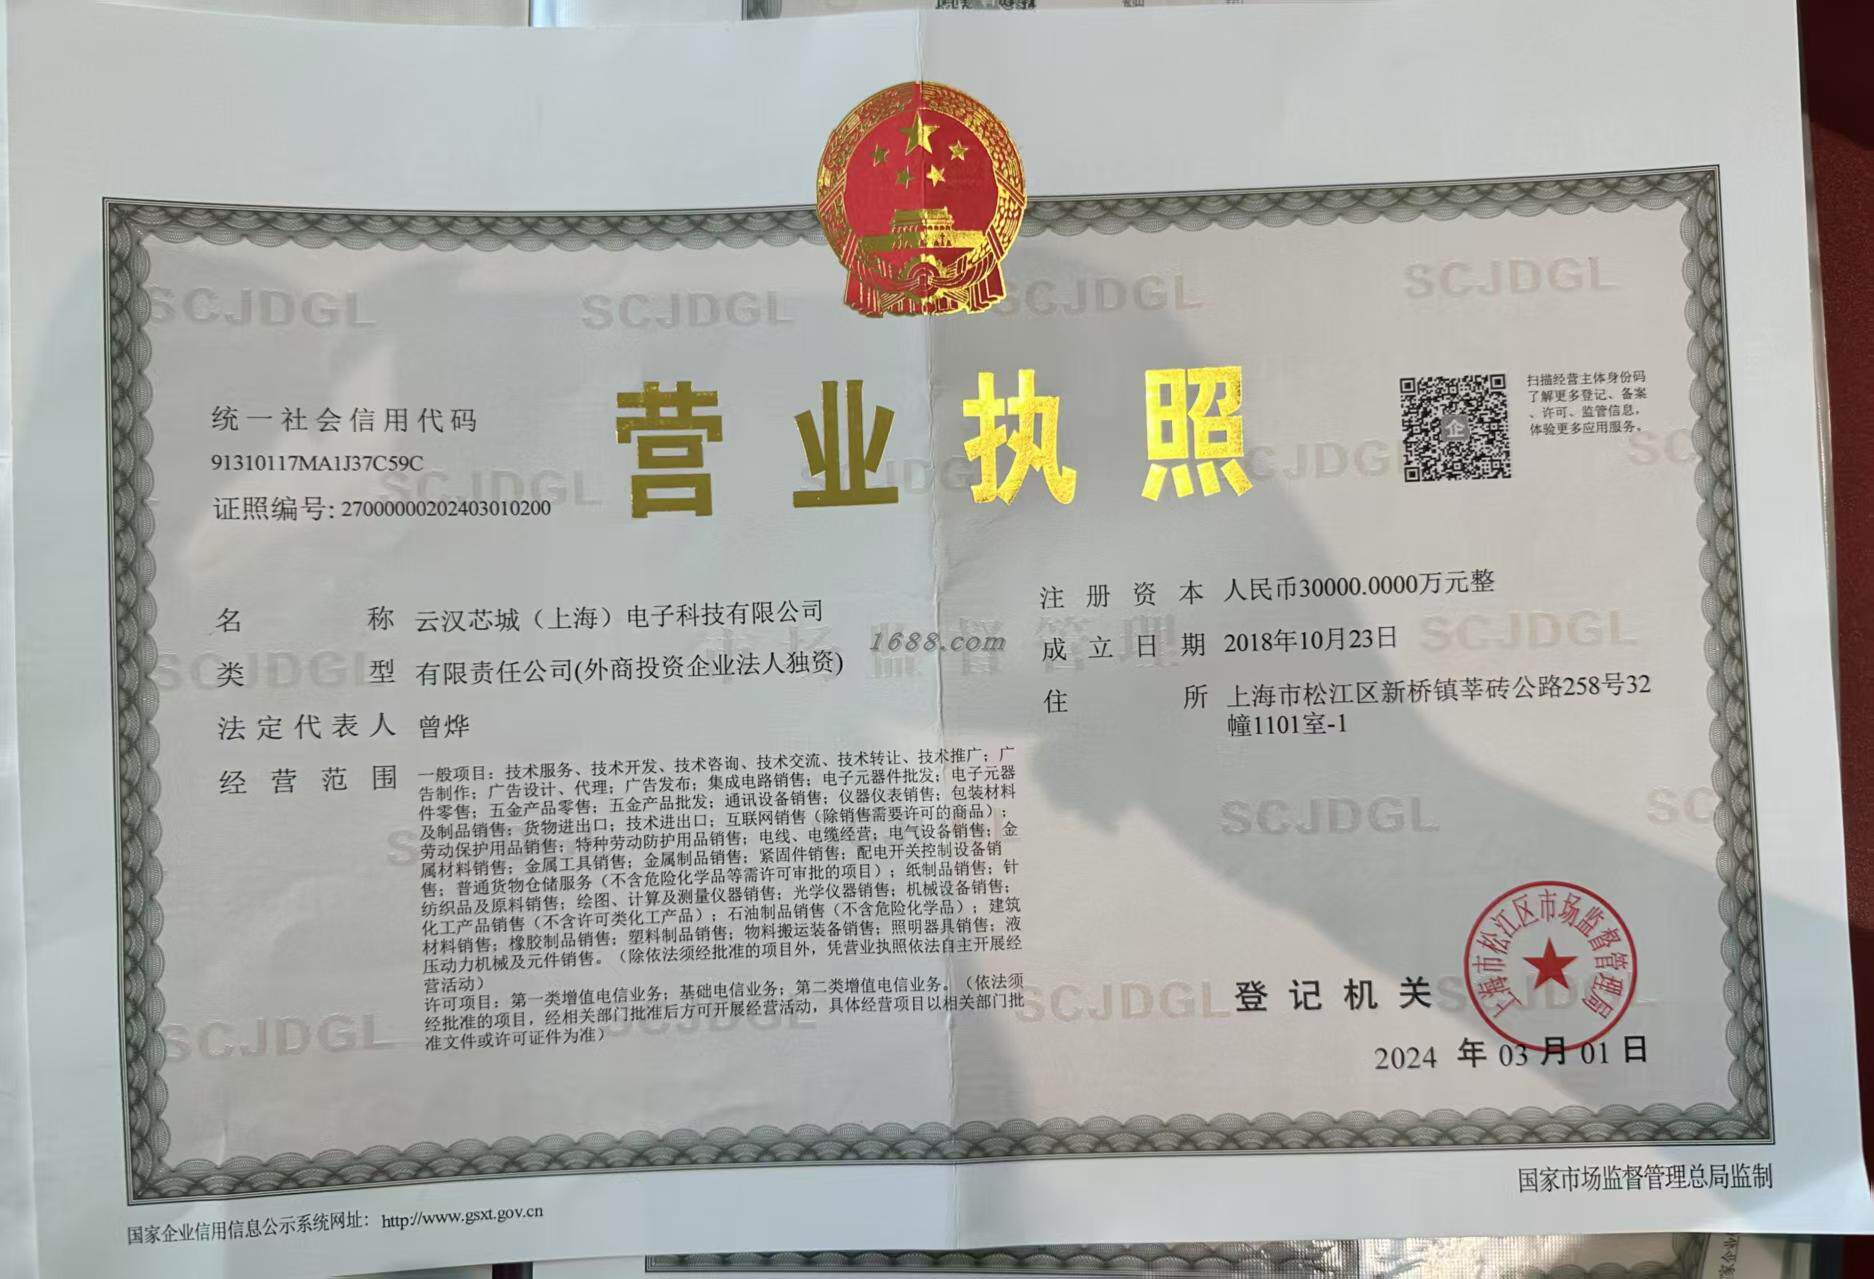 营业执照
统一社会信用代码
91310117MA1J37C59C
证照编号: 27000000202403010200
扫描经营主体身份码
了解更多登记、备案
、许可、监管信息，
体验更多应用服务。
名称 云汉芯城（上海）电子科技有限公司
类型 有限责任公司(外商投资企业法人独资)
法定代表人 曾烨
经营范围 一般项目：技术服务、技术开发、技术咨询、技术交流、技术转让、技术推广；广
告制作；广告设计、代理；广告发布；集成电路销售；电子元器件批发；电子元器
件零售；五金产品零售；五金产品批发；通讯设备销售；仪器仪表销售；包装材料
及制品销售；货物进出口；技术进出口；互联网销售（除销售需要许可的商品）；
劳动保护用品销售；特种劳动防护用品销售；电线、电缆经营；电气设备销售；金
属材料销售；金属工具销售；金属制品销售；紧固件销售；配电开关控制设备销
售；普通货物仓储服务（不含危险化学品等需许可审批的项目）；纸制品销售；针
纺织品及原料销售；绘图、计算及测量仪器销售；光学仪器销售；机械设备销售；
化工产品销售（不含许可类化工产品）；石油制品销售（不含危险化学品）；建筑
材料销售；橡胶制品销售；塑料制品销售；物料搬运装备销售；照明器具销售；液
压动力机械及元件销售。（除依法须经批准的项目外，凭营业执照依法自主开展经
营活动）
许可项目：第一类增值电信业务；基础电信业务；第二类增值电信业务。（依法须
经批准的项目，经相关部门批准后方可开展经营活动，具体经营项目以相关部门批
准文件或许可证件为准）
注册资本 人民币30000.0000万元整
成立日期 2018年10月23日
住所 上海市松江区新桥镇莘砖公路258号32
幢1101室-1
1688.com
登记机关
上海市松江区市场监督管理局
2024 年 03 月 01 日
国家企业信用信息公示系统网址：http://www.gsxt.gov.cn
国家市场监督管理总局监制
SCJDGL
SCJDGL
SCJDGL
SCJDGL
SCJDGL
SCJDGL
SCJDGL
SCJDGL
SCJDGL
SCJDGL
SCJDGL